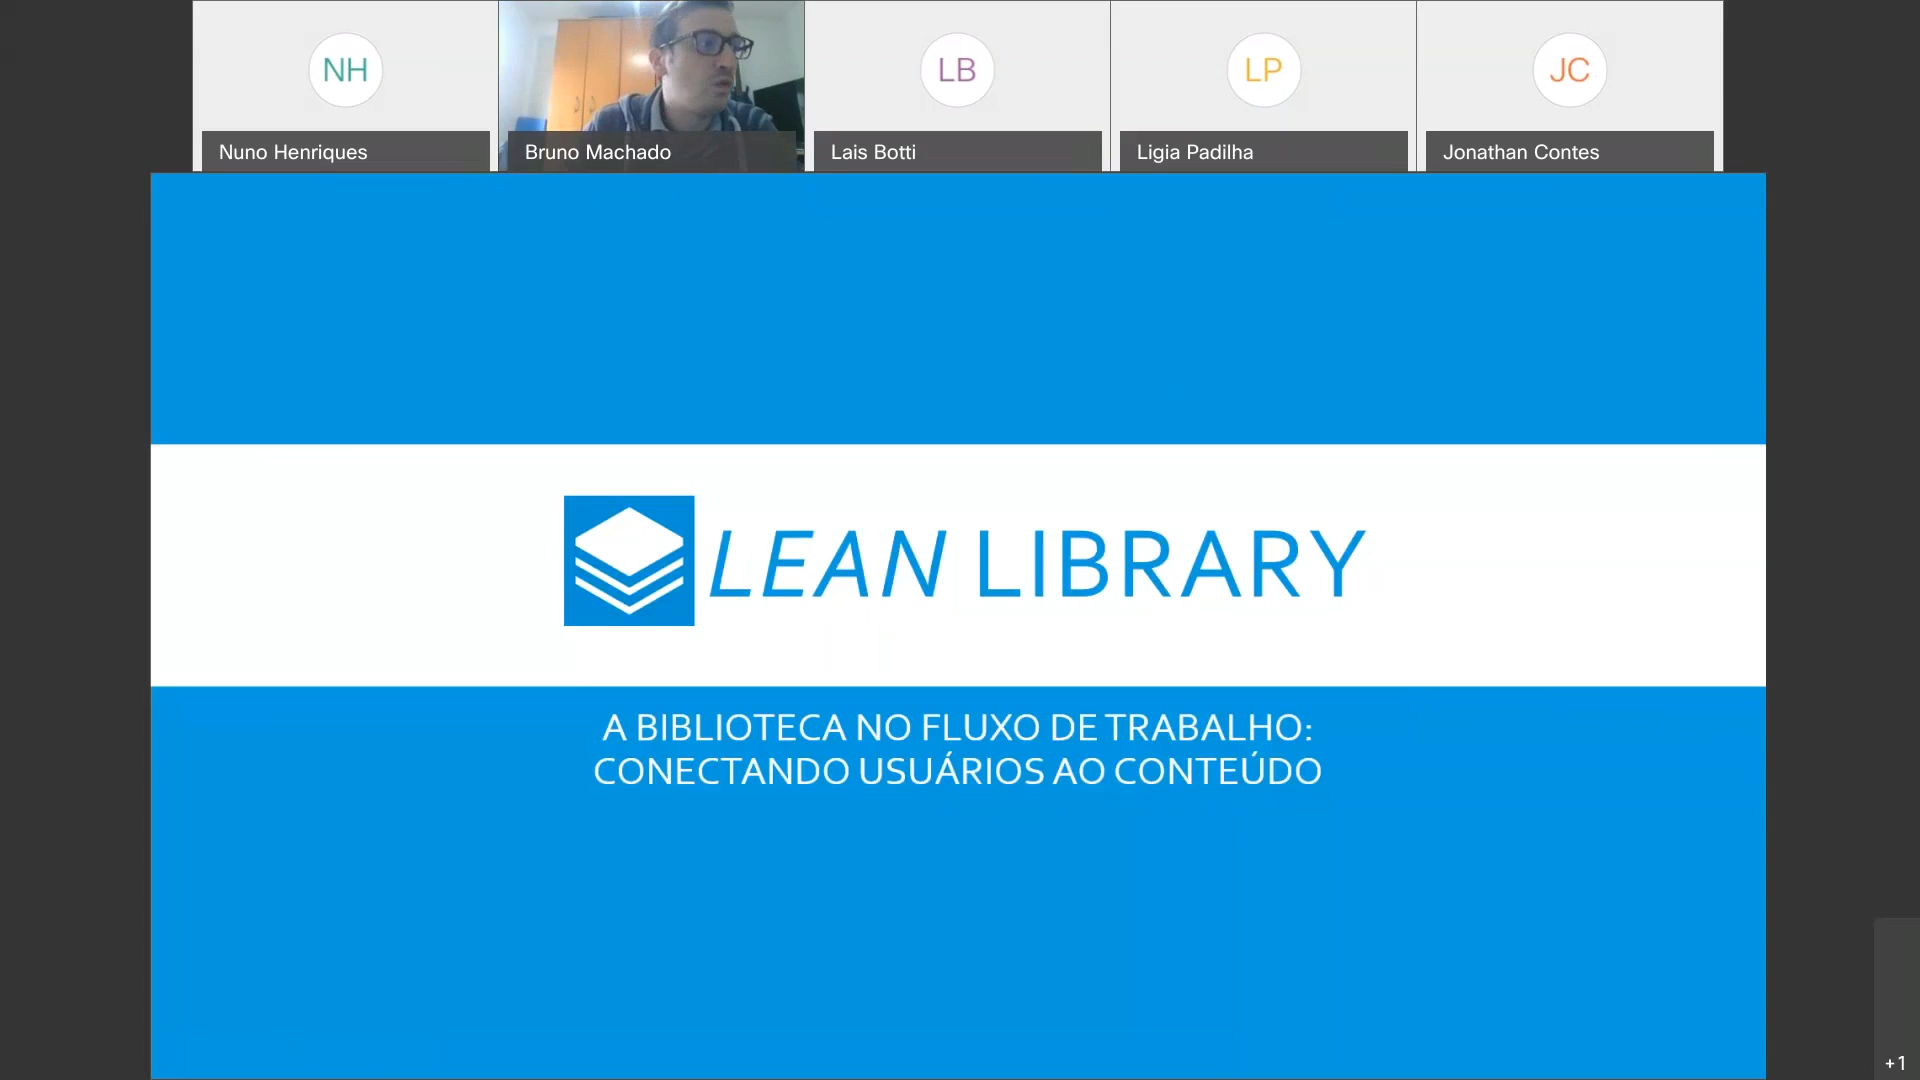 NH
LB
LP
JC
Nuno Henriques
Bruno Machado
Lais Botti
Ligia Padilha
Jonathan Contes
LEAN LIBRARY
A BIBLIOTECA NO FLUXO DE TRABALHO:
CONECTANDO USUÁRIOS AO CONTEÚDO
+1